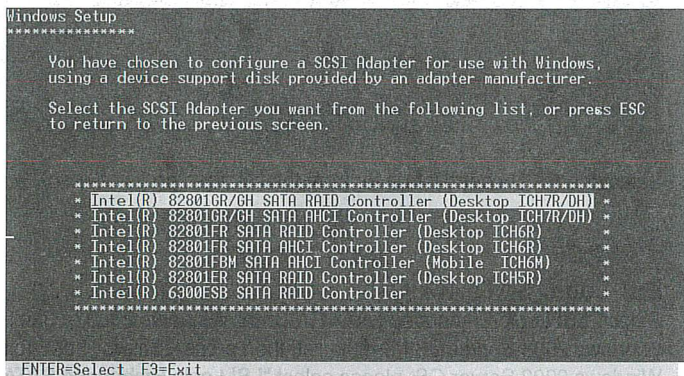 Windows Setup
***************
You have chosen to configure a SCSI Adapter for use with Windows,
using a device support disk provided by an adapter manufacturer.
Select the SCSI Adapter you want from the following list, or press ESC
to return to the previous screen.
* Intel(R) 82801GR/GH SATA RAID Controller (Desktop ICH7R/DH) *
* Intel(R) 82801GR/GH SATA AHCI Controller (Desktop ICH7R/DH) *
* Intel(R) 82801FR SATA RAID Controller (Desktop ICH6R) *
* Intel(R) 82801FR SATA AHCI Controller (Desktop ICH6R) *
* Intel(R) 82801FBM SATA AHCI Controller (Mobile ICH6M) *
* Intel(R) 82801ER SATA RAID Controller (Desktop ICH5R) *
* Intel(R) 6300ESB SATA RAID Controller *
ENTER=Select F3=Exit